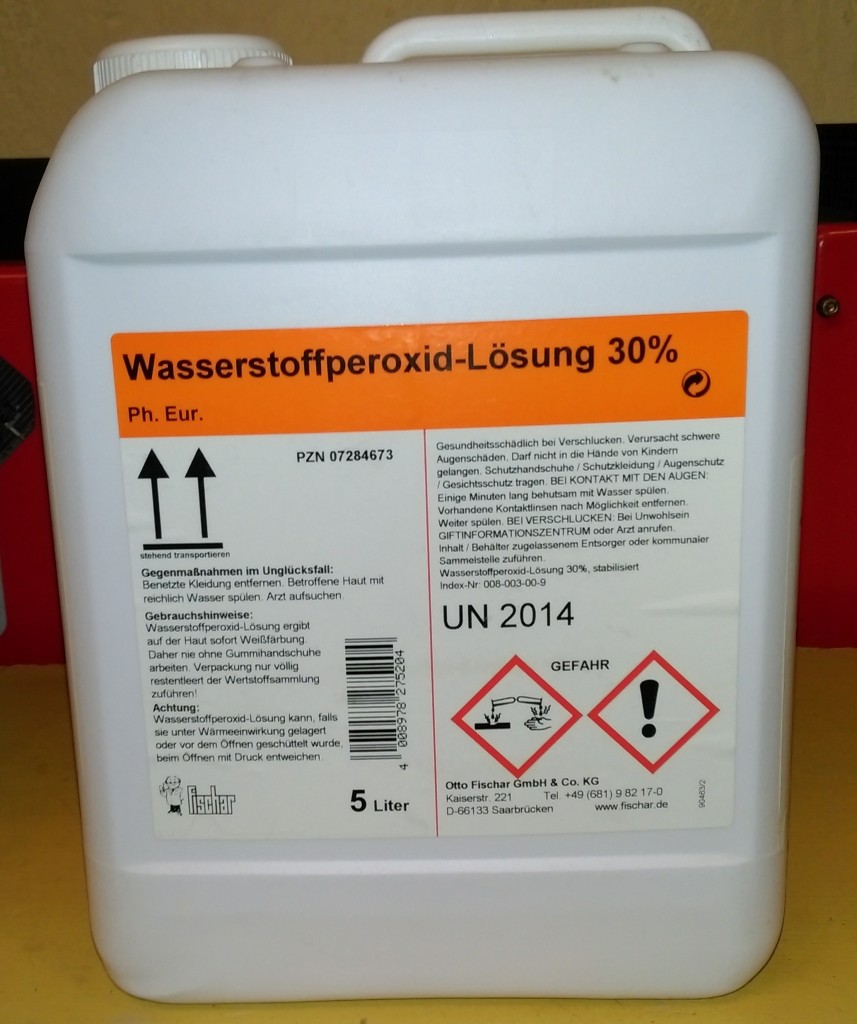 Wasserstoffperoxid-Lösung 30%
Ph. Eur.
PZN 07284673
stehend transportieren
Gegenmaßnahmen im Unglücksfall:
Benetzte Kleidung entfernen. Betroffene Haut mit
reichlich Wasser spülen. Arzt aufsuchen.
Gebrauchshinweise:
Wasserstoffperoxid-Lösung ergibt
auf der Haut sofort Weißfärbung.
Daher nie ohne Gummihandschuhe
arbeiten. Verpackung nur völlig
restentleert der Wertstoffsammlung
zuführen!
Achtung:
Wasserstoffperoxid-Lösung kann, falls
sie unter Wärmeeinwirkung gelagert
oder vor dem Öffnen geschüttelt wurde,
beim Öffnen mit Druck entweichen.
4 008978 275204
fischar
5 Liter
Gesundheitsschädlich bei Verschlucken. Verursacht schwere
Augenschäden. Darf nicht in die Hände von Kindern
gelangen. Schutzhandschuhe / Schutzkleidung / Augenschutz
/ Gesichtsschutz tragen. BEI KONTAKT MIT DEN AUGEN:
Einige Minuten lang behutsam mit Wasser spülen.
Vorhandene Kontaktlinsen nach Möglichkeit entfernen.
Weiter spülen. BEI VERSCHLUCKEN: Bei Unwohlsein
GIFTINFORMATIONSZENTRUM oder Arzt anrufen.
Inhalt / Behälter zugelassenem Entsorger oder kommunaler
Sammelstelle zuführen.
Wasserstoffperoxid-Lösung 30%, stabilisiert
Index-Nr: 008-003-00-9
UN 2014
GEFAHR
Otto Fischar GmbH & Co. KG
Kaiserstr. 221 Tel. +49 (681) 9 82 17-0
D-66133 Saarbrücken www.fischar.de
90463/2